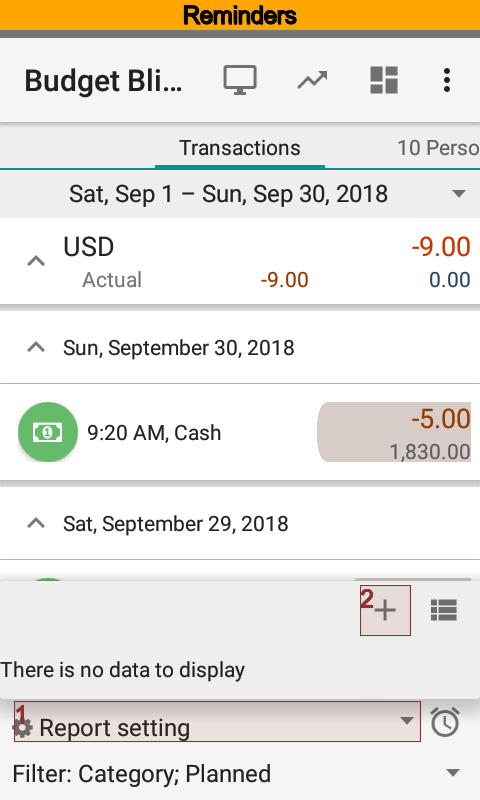 Reminders
Budget Bli...
Transactions
10 Perso
Sat, Sep 1 – Sun, Sep 30, 2018
USD -9.00
Actual -9.00 0.00
Sun, September 30, 2018
9:20 AM, Cash -5.00
1,830.00
Sat, September 29, 2018
2
There is no data to display
1 Report setting
Filter: Category; Planned